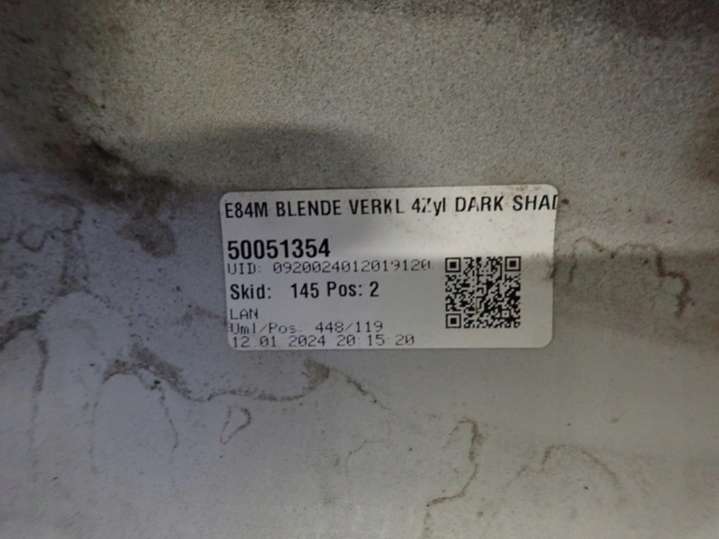 E84M BLENDE VERKL 4Zyl DARK SHAD
50051354
UID: 0920024012019120
Skid: 145 Pos: 2
LAN
Uml/Pos: 448/119
12.01.2024 20:15:20